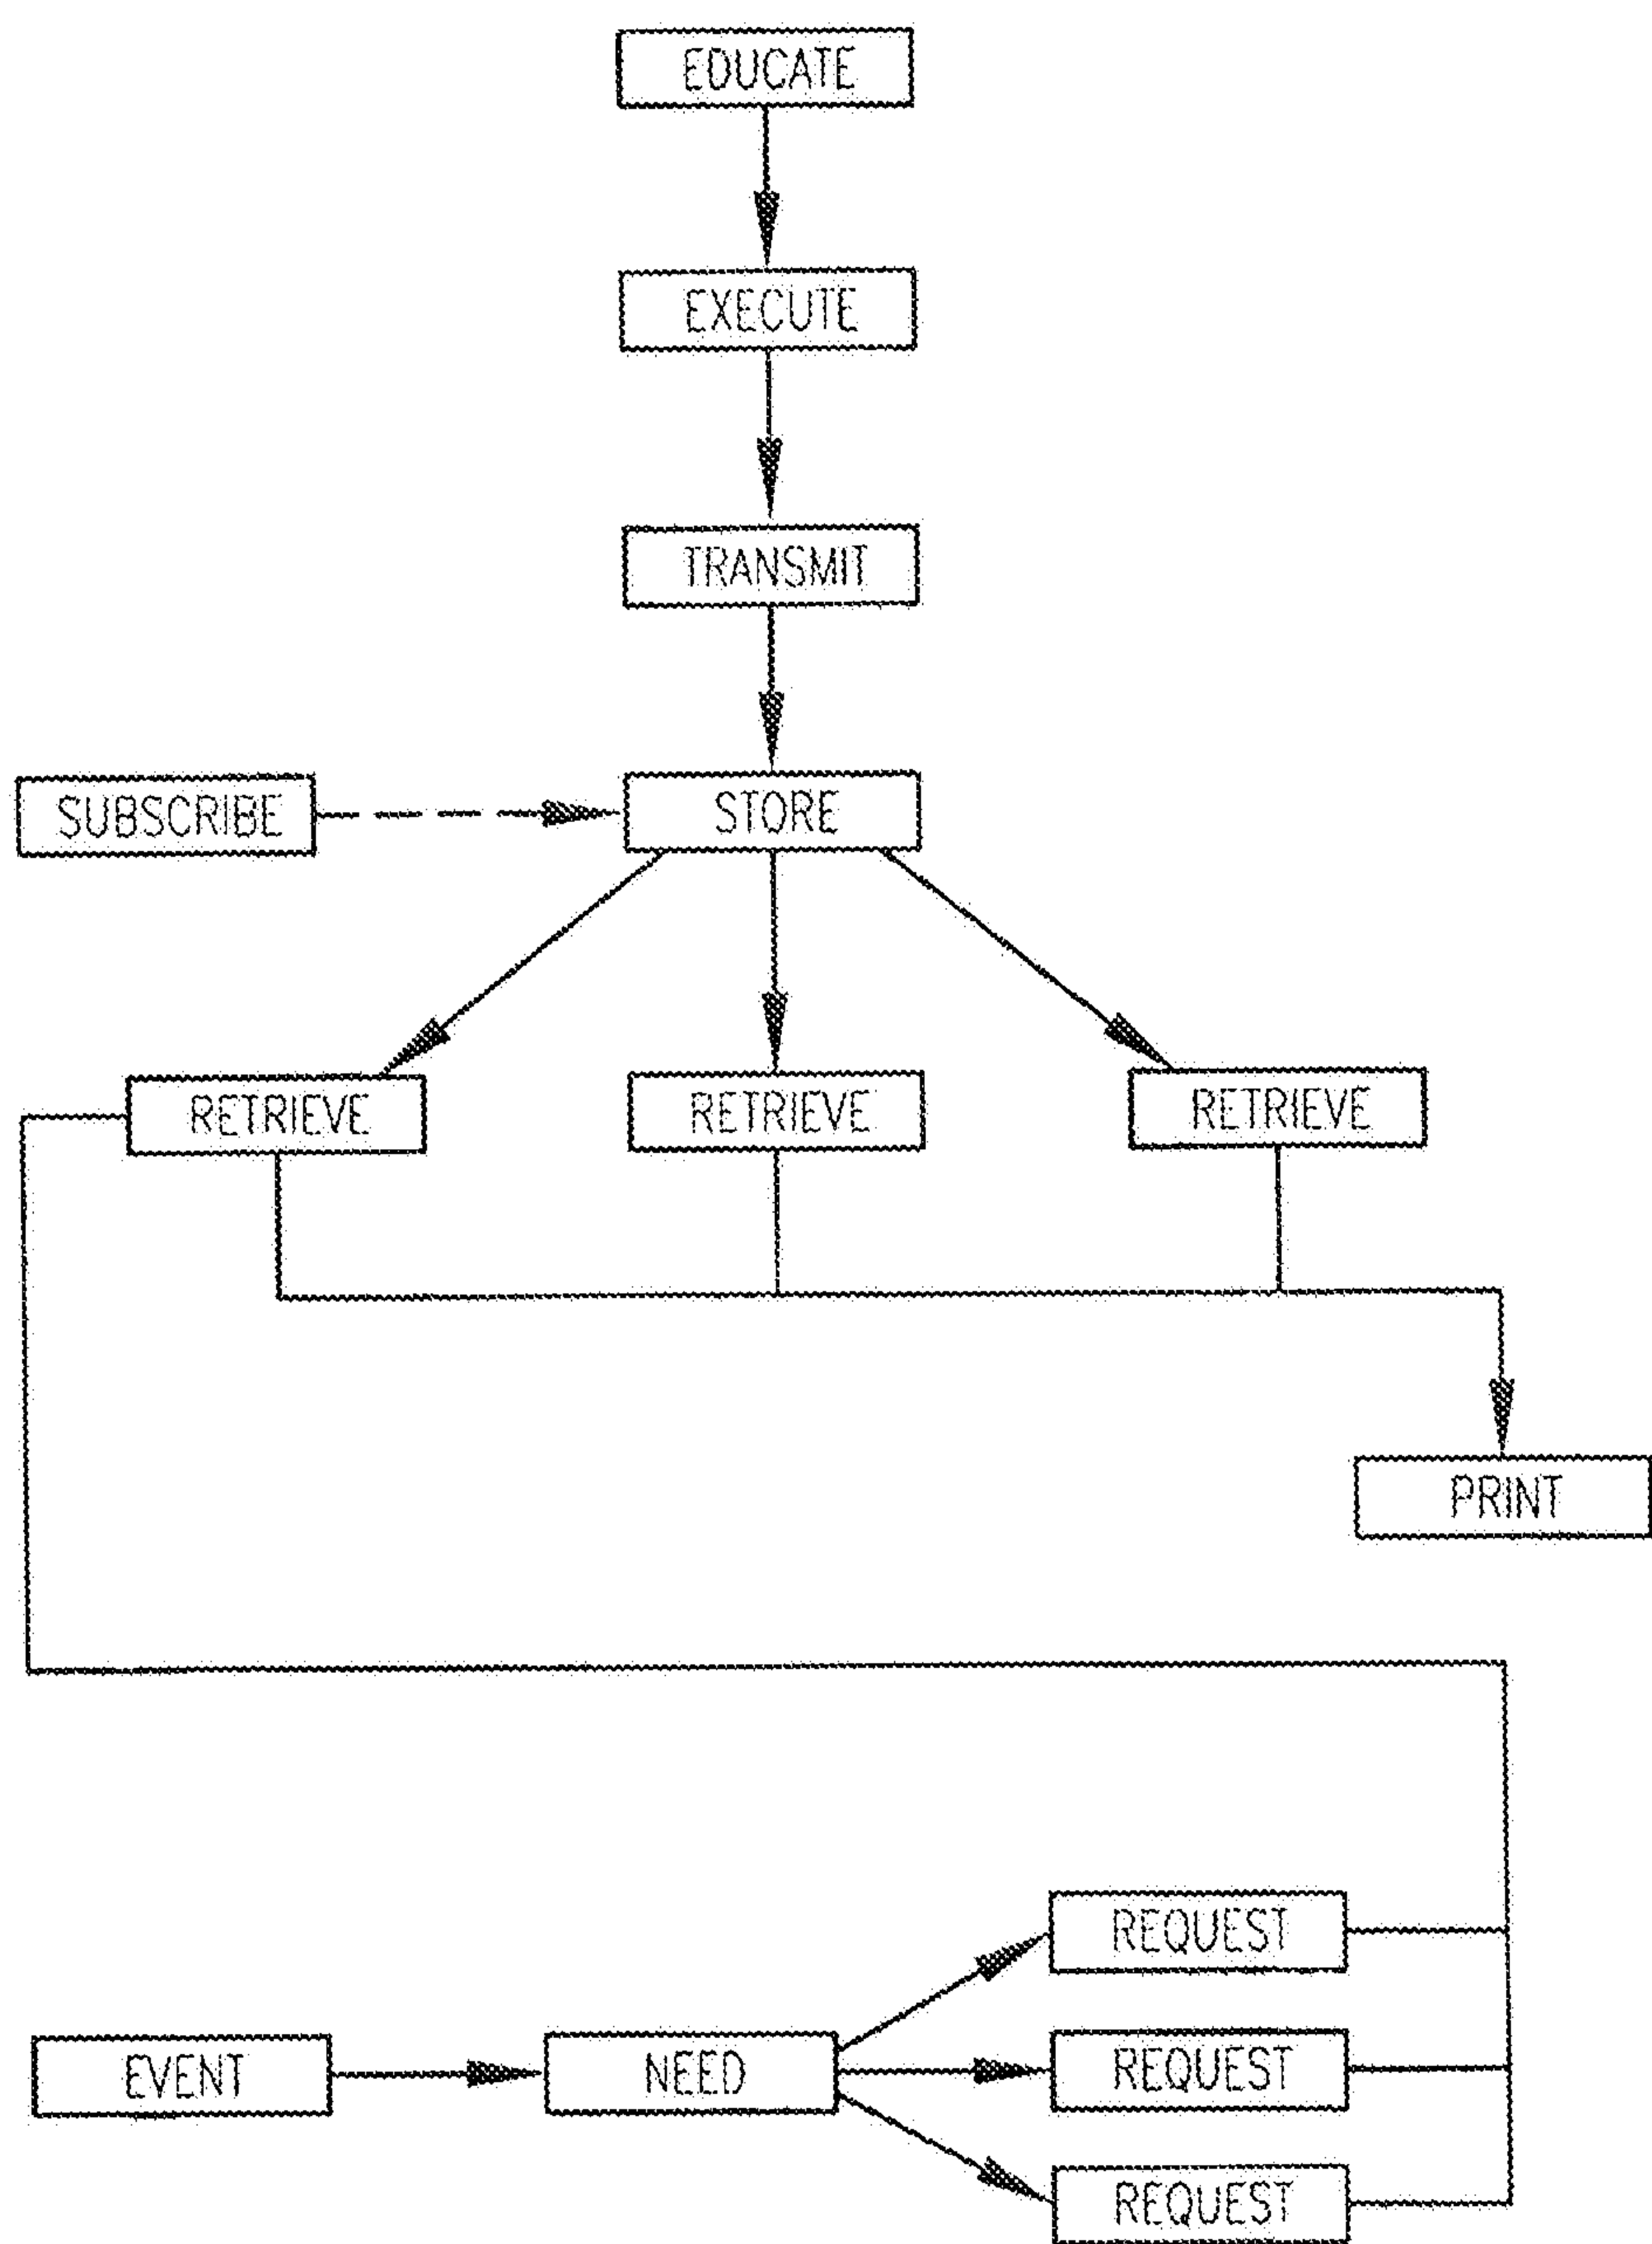 EDUCATE
EXECUTE
TRANSMIT
SUBSCRIBE
STORE
RETRIEVE
RETRIEVE
RETRIEVE
PRINT
REQUEST
EVENT
NEED
REQUEST
REQUEST